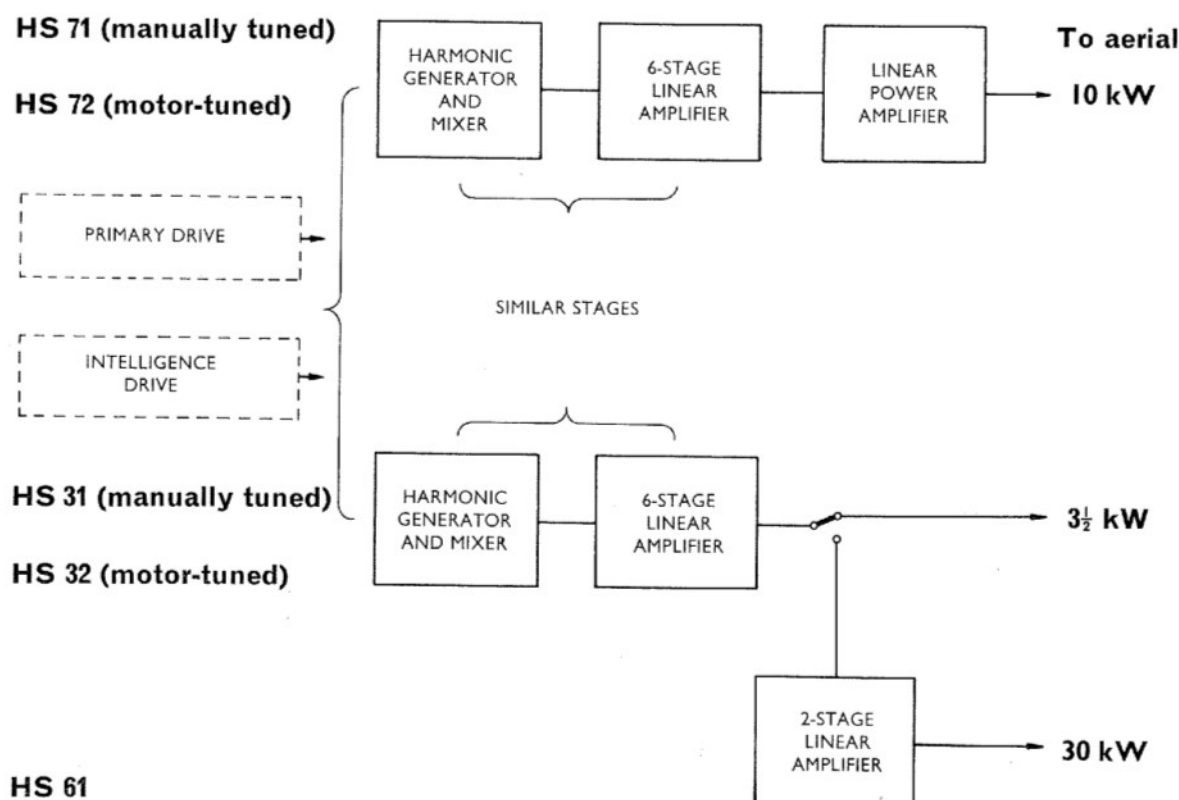 HS 71 (manually tuned)
HS 72 (motor-tuned)
HARMONIC
GENERATOR
AND
MIXER
6-STAGE
LINEAR
AMPLIFIER
LINEAR
POWER
AMPLIFIER
To aerial
10 kW
PRIMARY DRIVE
SIMILAR STAGES
INTELLIGENCE
DRIVE
HS 31 (manually tuned)
HS 32 (motor-tuned)
HARMONIC
GENERATOR
AND MIXER
6-STAGE
LINEAR
AMPLIFIER
3½ kW
2-STAGE
LINEAR
AMPLIFIER
30 kW
HS 61